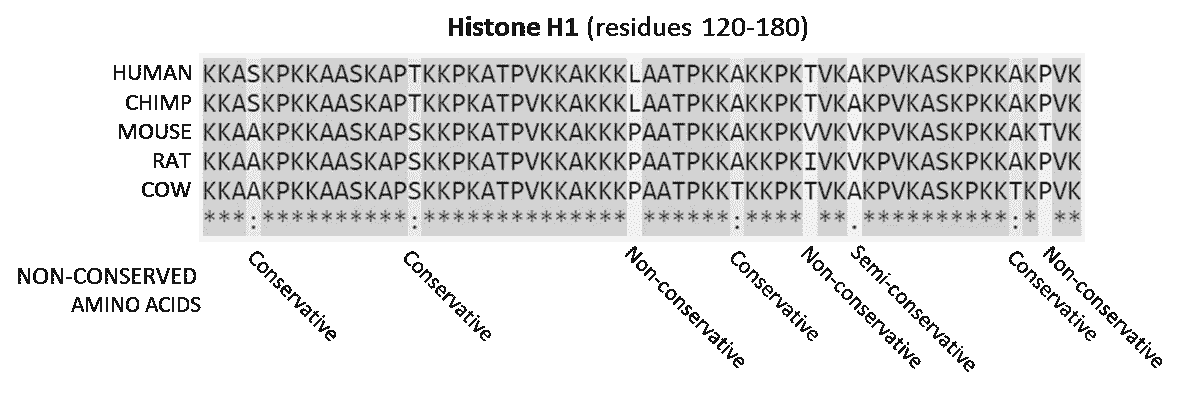 Histone H1 (residues 120-180)
HUMAN KKASKPKKAASKAPTKKPKATPVKKAKKKLAATPKKAKKPKTVKAKPVKASKPKKAKPVK
CHIMP KKASKPKKAASKAPTKKPKATPVKKAKKKLAATPKKAKKPKTVKAKPVKASKPKKAKPVK
MOUSE KKAAKPKKAASKAPSKKPKATPVKKAKKKPAATPKKAKKPKVVKVKPVKASKPKKAKTVK
RAT KKAAKPKKAASKAPSKKPKATPVKKAKKKPAATPKKAKKPKIVKVKPVKASKPKKAKPVK
COW KKAAKPKKAASKAPSKKPKATPVKKAKKKPAATPKKTKKPKTVKAKPVKASKPKKTKPVK
***:**********:************** ******:**** **.**********:* **
NON-CONSERVED
AMINO ACIDS
Conservative
Conservative
Non-conservative
Conservative
Non-conservative
Semi-conservative
Conservative
Non-conservative